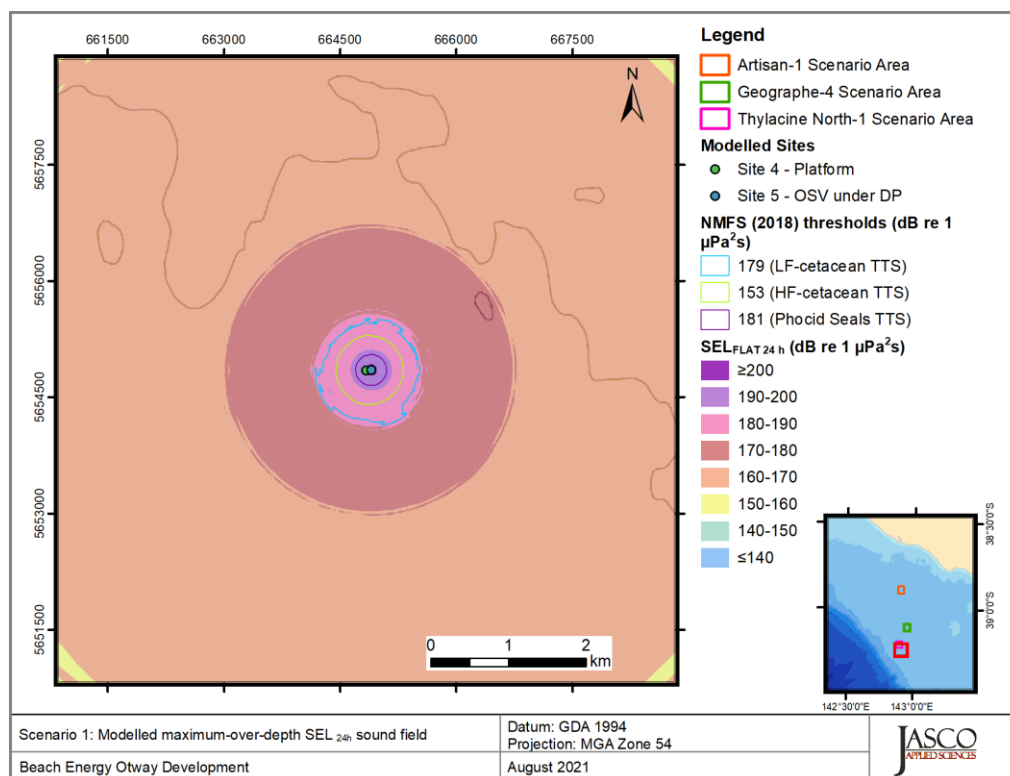 661500 663000 664500 666000 667500
5657500
5656000
5654500
5653000
5651500
N
0 1 2
km
Legend
Artisan-1 Scenario Area
Geographe-4 Scenario Area
Thylacine North-1 Scenario Area
Modelled Sites
Site 4 - Platform
Site 5 - OSV under DP
NMFS (2018) thresholds (dB re 1
µPa²s)
179 (LF-cetacean TTS)
153 (HF-cetacean TTS)
181 (Phocid Seals TTS)
SEL FLAT 24 h (dB re 1 µPa²s)
≥200
190-200
180-190
170-180
160-170
150-160
140-150
≤140
38°30'0"S
39°0'0"S
142°30'0"E 143°0'0"E
Scenario 1: Modelled maximum-over-depth SEL 24h sound field
Datum: GDA 1994
Projection: MGA Zone 54
Beach Energy Otway Development
August 2021
JASCO
APPLIED SCIENCES